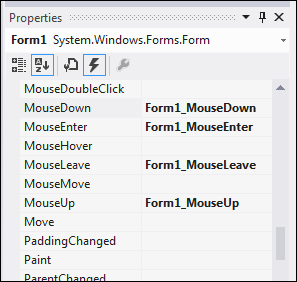 Properties
Form1 System.Windows.Forms.Form
MouseDoubleClick
MouseDown Form1_MouseDown
MouseEnter Form1_MouseEnter
MouseHover
MouseLeave Form1_MouseLeave
MouseMove
MouseUp Form1_MouseUp
Move
PaddingChanged
Paint
ParentChanged